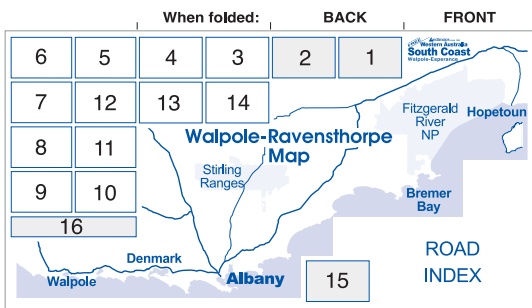 When folded: BACK FRONT
6 5 4 3 2 1
FREE
Western Australia
South Coast
Walpole-Esperance
7 12 13 14
Fitzgerald
River
NP
Hopetoun
Walpole-Ravensthorpe
Map
8 11
Stirling
Ranges
9 10
Bremer
Bay
16
Denmark
Walpole
Albany
15
ROAD
INDEX